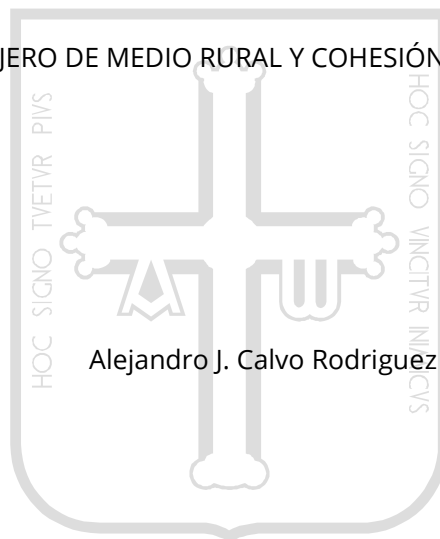 JERO DE MEDIO RURAL Y COHESIÓN
HOC SIGNO TVETVR PIVS
HOC SIGNO VINCITVR INIMICVS
Alejandro J. Calvo Rodriguez